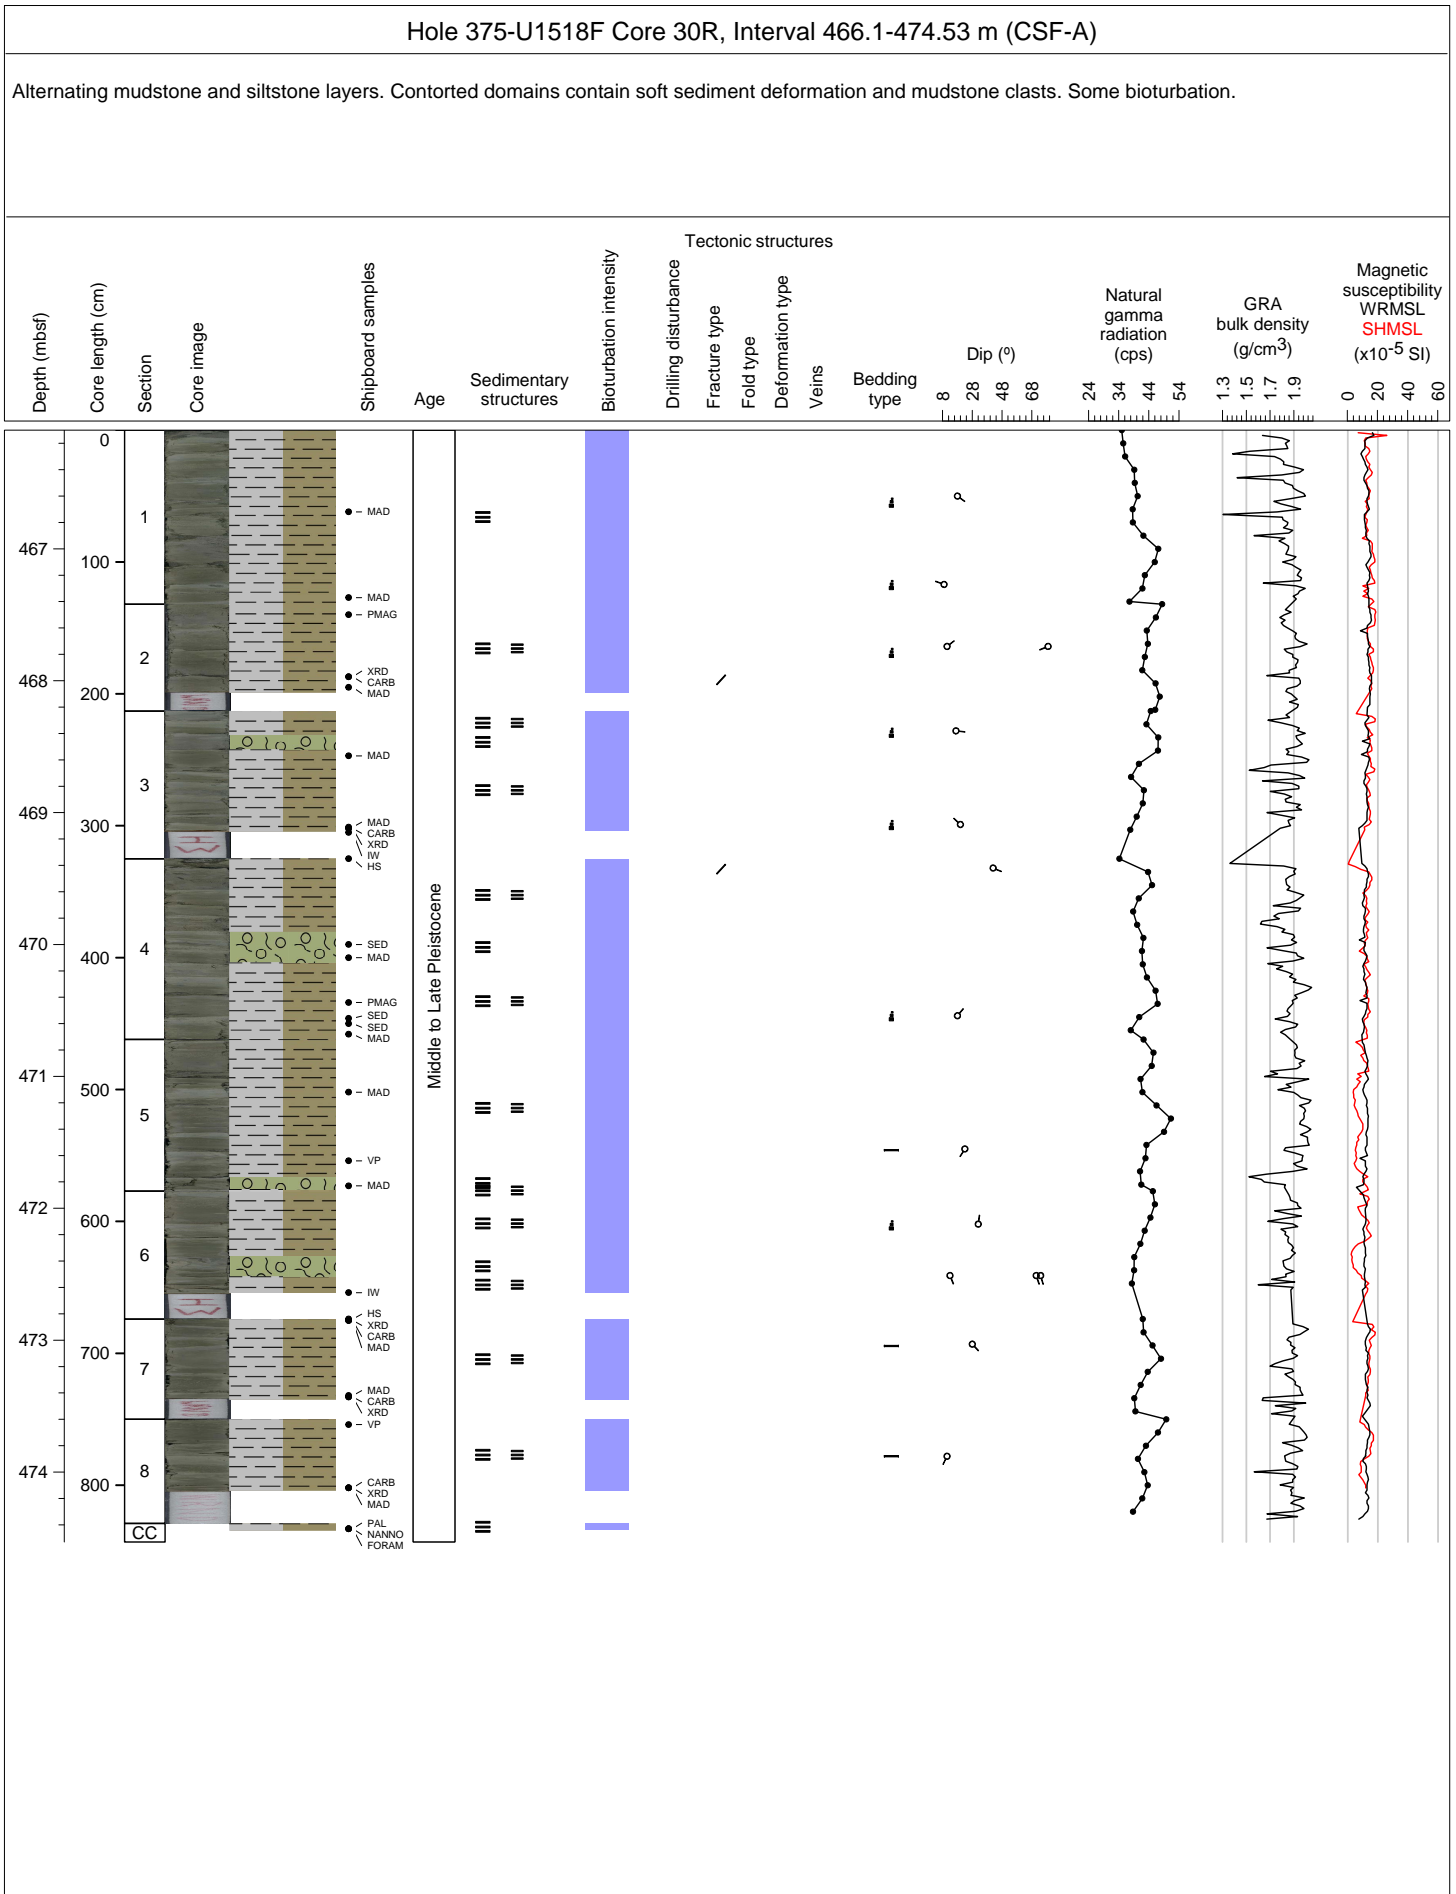 Hole 375-U1518F Core 30R, Interval 466.1-474.53 m (CSF-A)
Alternating mudstone and siltstone layers. Contorted domains contain soft sediment deformation and mudstone clasts. Some bioturbation.
Depth (mbsf)
Core length (cm)
Section
Core image
Shipboard samples
Age
Sedimentary
structures
Bioturbation intensity
Tectonic structures
Drilling disturbance
Fracture type
Fold type
Deformation type
Veins
Bedding
type
Dip (º)
8 28 48 68
Natural
gamma
radiation
(cps)
24 34 44 54
GRA
bulk density
(g/cm3)
1.3 1.5 1.7 1.9
Magnetic
susceptibility
WRMSL
SHMSL
(x10-5 SI)
0 20 40 60
467
468
469
470
471
472
473
474
0
100
200
300
400
500
600
700
800
1
2
3
4
5
6
7
8
CC
MAD
MAD
PMAG
XRD
CARB
MAD
MAD
MAD
CARB
XRD
IW
HS
SED
MAD
PMAG
SED
SED
MAD
MAD
VP
MAD
IW
HS
XRD
CARB
MAD
MAD
CARB
XRD
VP
CARB
XRD
MAD
PAL
NANNO
FORAM
Middle to Late Pleistocene